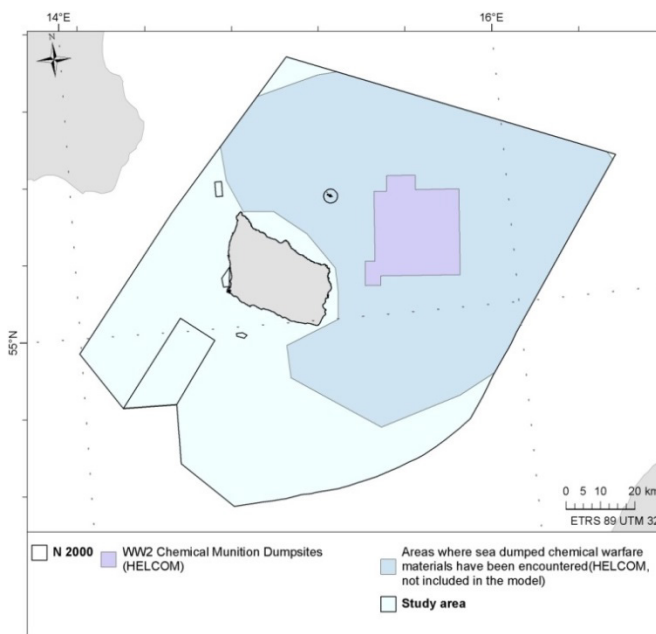 14°E
16°E
N
55°N
0 5 10 20 km
ETRS 89 UTM 32
N 2000
WW2 Chemical Munition Dumpsites
(HELCOM)
Areas where sea dumped chemical warfare
materials have been encountered(HELCOM,
not included in the model)
Study area